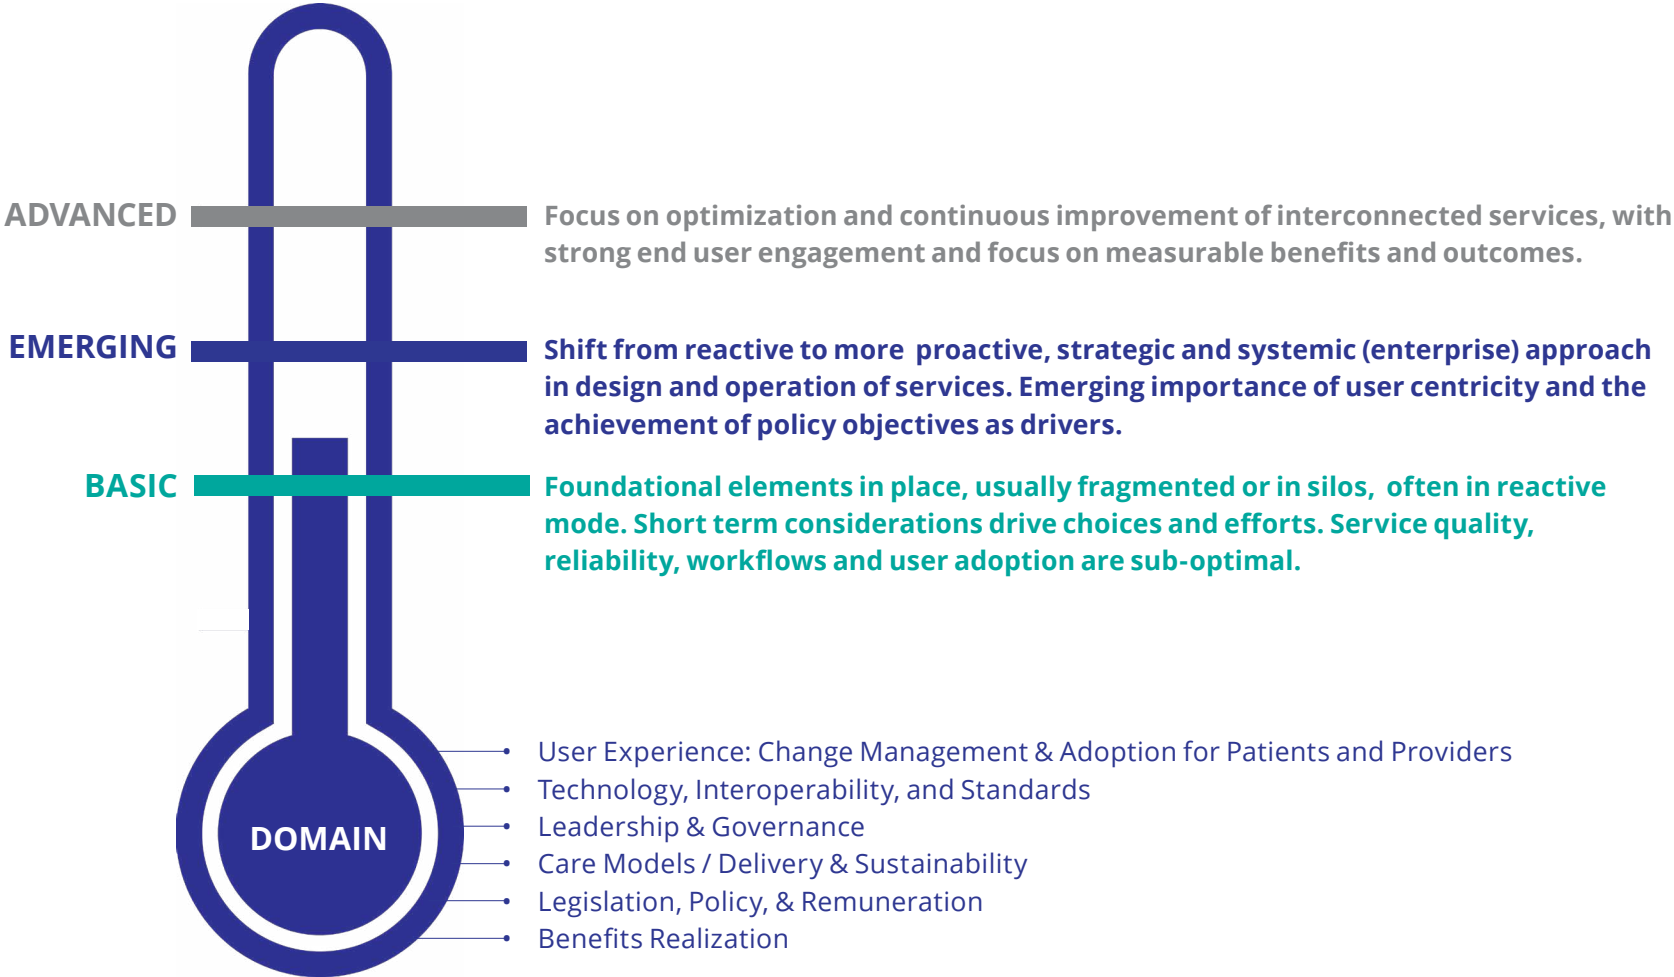 ADVANCED
Focus on optimization and continuous improvement of interconnected services, with
strong end user engagement and focus on measurable benefits and outcomes.
EMERGING
Shift from reactive to more proactive, strategic and systemic (enterprise) approach
in design and operation of services. Emerging importance of user centricity and the
achievement of policy objectives as drivers.
BASIC
Foundational elements in place, usually fragmented or in silos, often in reactive
mode. Short term considerations drive choices and efforts. Service quality,
reliability, workflows and user adoption are sub-optimal.
DOMAIN
• User Experience: Change Management & Adoption for Patients and Providers
• Technology, Interoperability, and Standards
• Leadership & Governance
• Care Models / Delivery & Sustainability
• Legislation, Policy, & Remuneration
• Benefits Realization